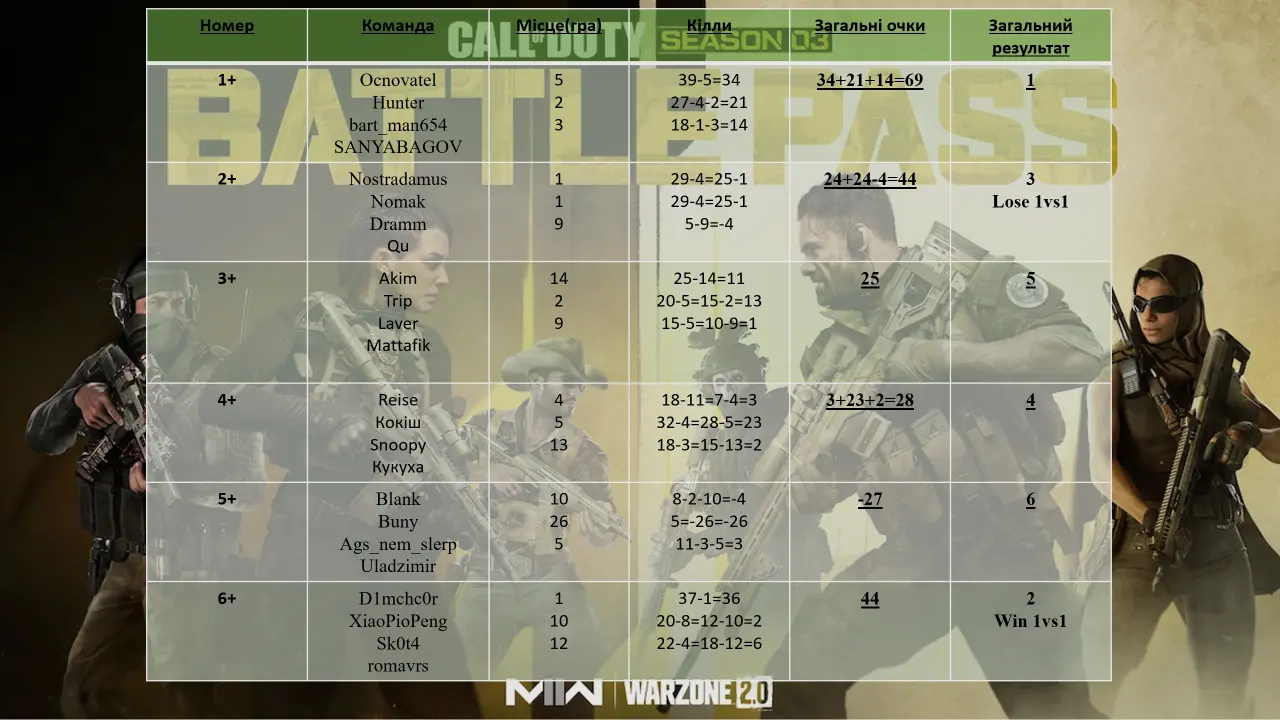 CALL OF DUTY SEASON 03
BATTLE PASS
Номер Команда Місце(гра) Кілли Загальні очки Загальний результат
1+ Ocnovatel 5 39-5=34 34+21+14=69 1
Hunter 2 27-4-2=21
bart_man654 3 18-1-3=14
SANYABAGOV
2+ Nostradamus 1 29-4=25-1 24+24-4=44 3
Nomak 1 29-4=25-1 Lose 1vs1
Dramm 9 5-9=-4
Qu
3+ Akim 14 25-14=11 25 5
Trip 2 20-5=15-2=13
Laver 9 15-5=10-9=1
Mattafik
4+ Reise 4 18-11=7-4=3 3+23+2=28 4
Кокіш 5 32-4=28-5=23
Snoopy 13 18-3=15-13=2
Кукуха
5+ Blank 10 8-2-10=-4 -27 6
Buny 26 5=-26=-26
Ags_nem_slerp 5 11-3-5=3
Uladzimir
6+ D1mchc0r 1 37-1=36 44 2
XiaoPioPeng 10 20-8=12-10=2 Win 1vs1
Sk0t4 12 22-4=18-12=6
romavrs
MW WARZONE 2.0